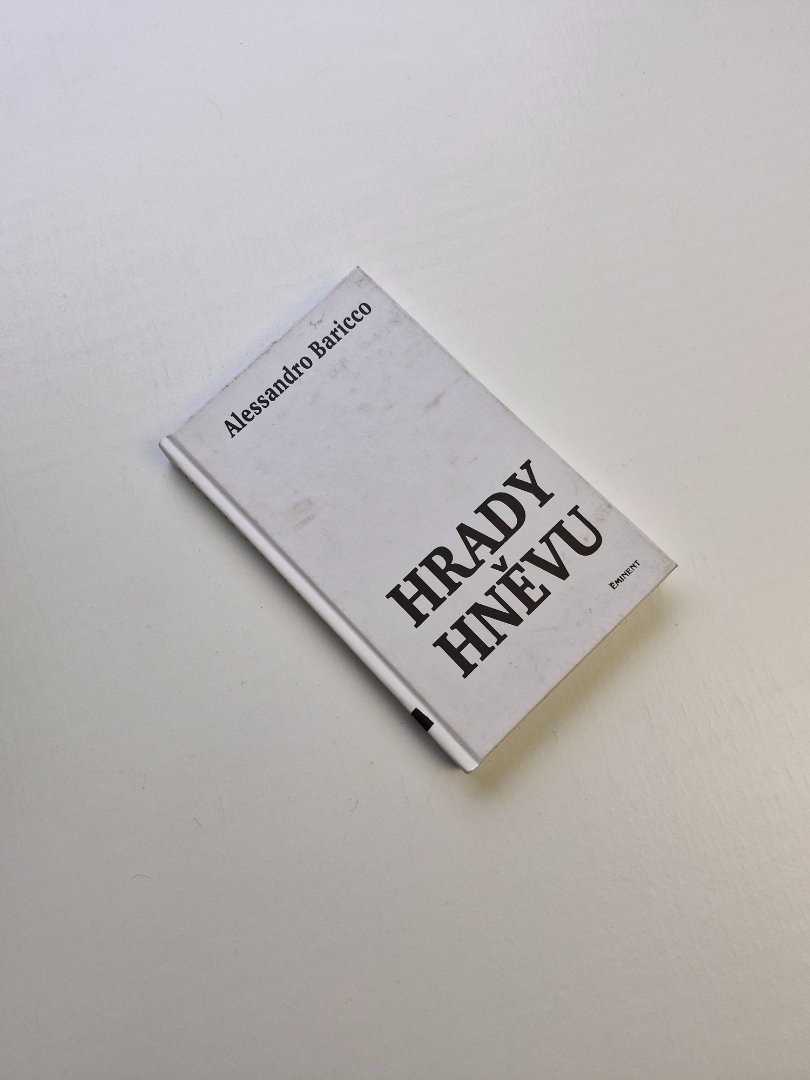 Alessandro Baricco
HRADY
HNĚVU
EMINENT